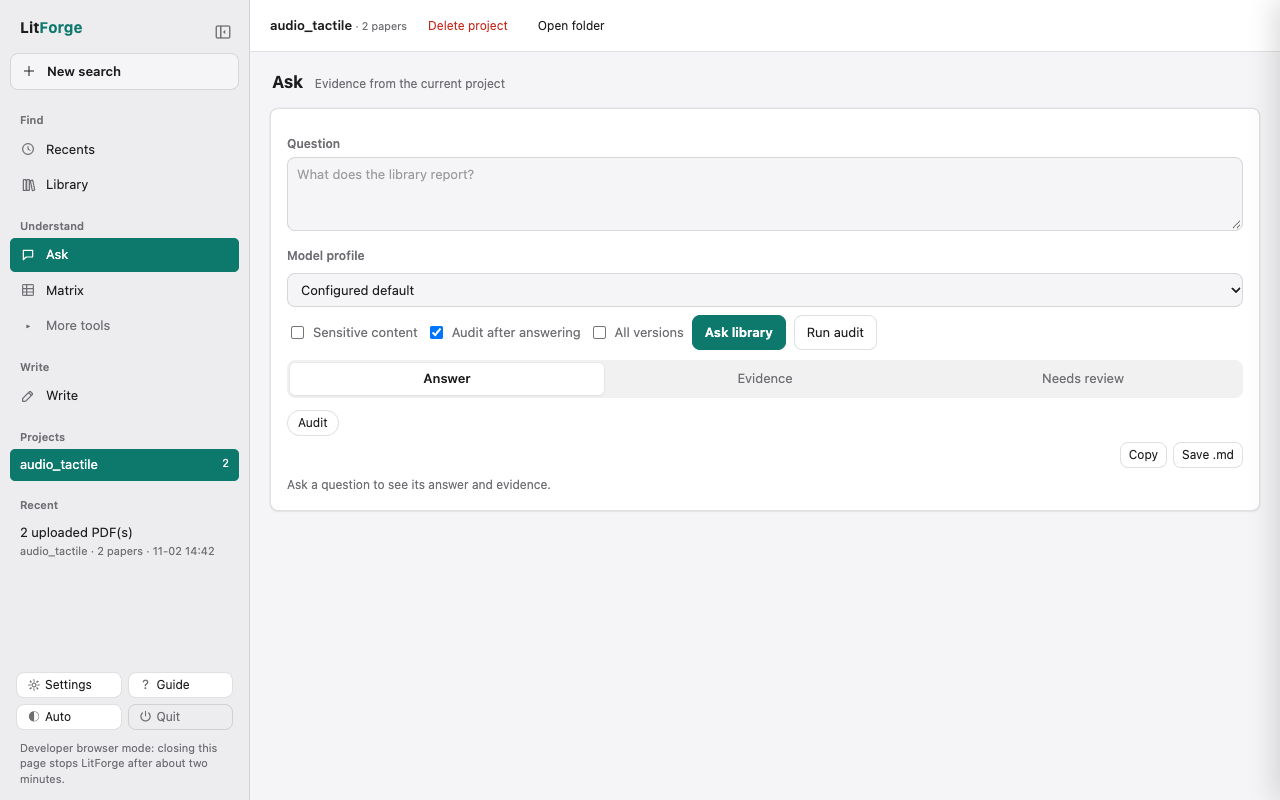 LitForge
New search
Find
Recents
Library
Understand
Ask
Matrix
More tools
Write
Write
Projects
audio_tactile 2
Recent
2 uploaded PDF(s)
audio_tactile · 2 papers · 11-02 14:42
Settings
? Guide
Auto
Quit
Developer browser mode: closing this
page stops LitForge after about two
minutes.
audio_tactile · 2 papers Delete project Open folder
Ask Evidence from the current project
Question
What does the library report?
Model profile
Configured default
Sensitive content Audit after answering All versions Ask library Run audit
Answer Evidence Needs review
Audit
Copy Save .md
Ask a question to see its answer and evidence.